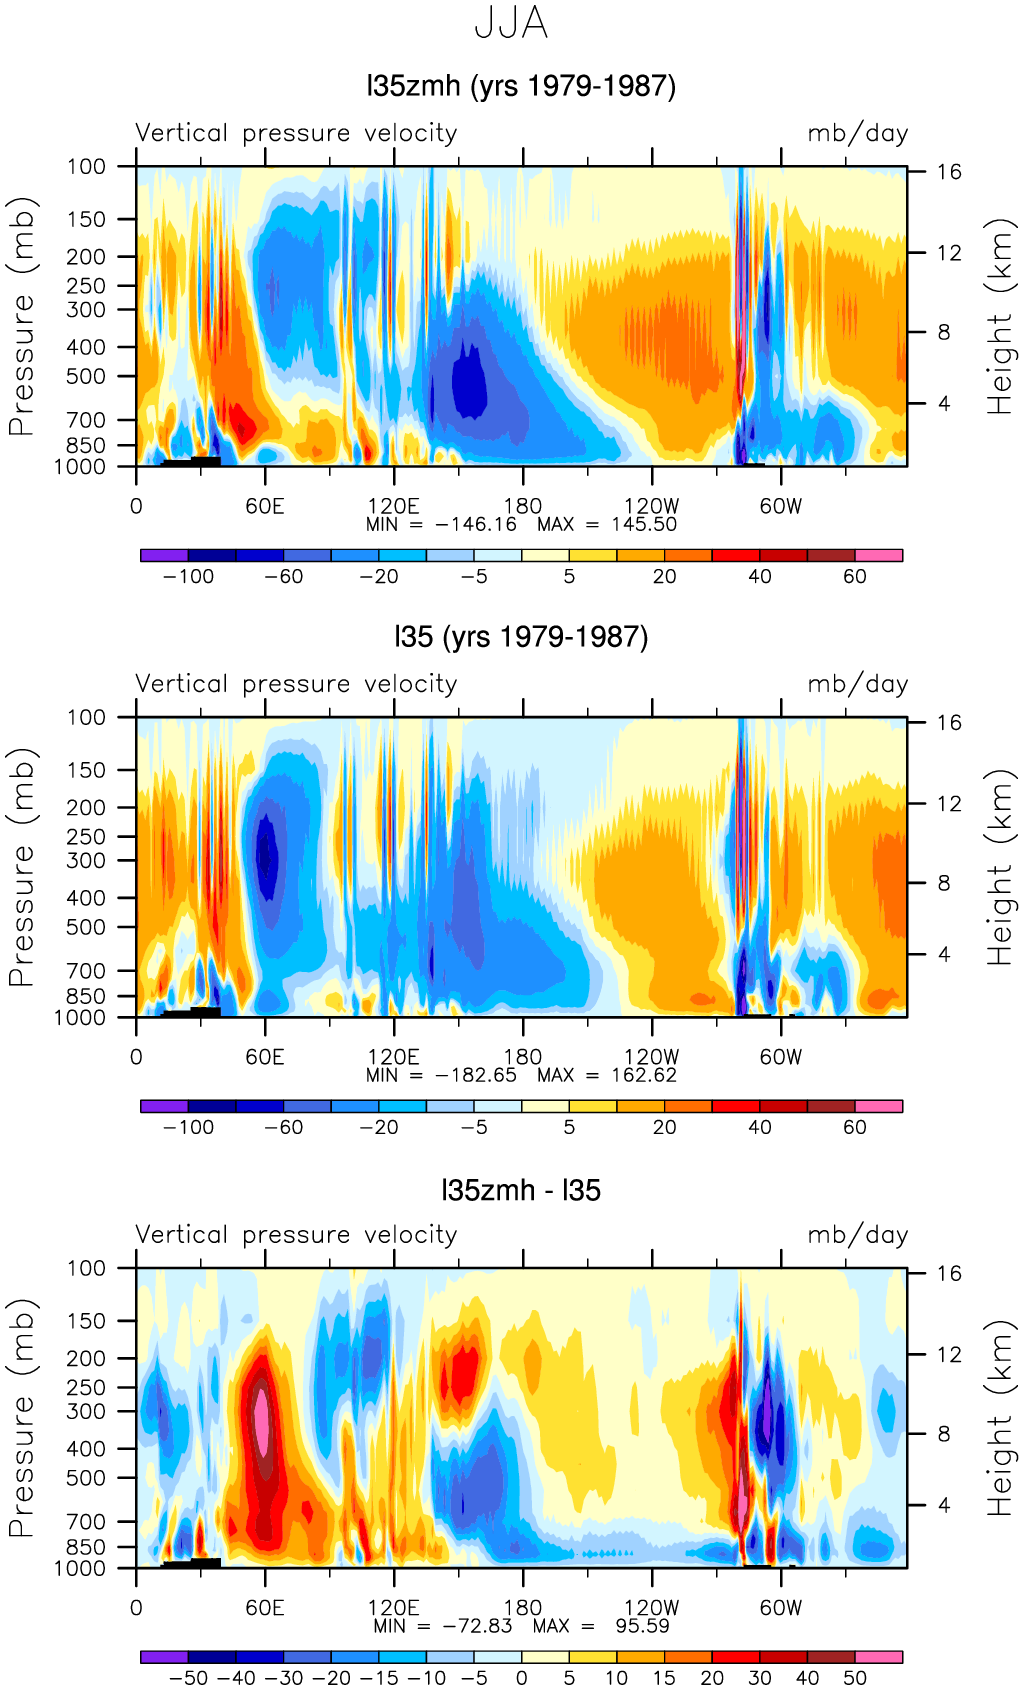 JJA
l35zmh (yrs 1979-1987)
Vertical pressure velocity mb/day
100 16
150
200 12
250
300
400 8
500
700 4
850
1000
Pressure (mb)
Height (km)
0 60E 120E 180 120W 60W
MIN = -146.16 MAX = 145.50
-100 -60 -20 -5 5 20 40 60
l35 (yrs 1979-1987)
Vertical pressure velocity mb/day
100 16
150
200 12
250
300
400 8
500
700 4
850
1000
Pressure (mb)
Height (km)
0 60E 120E 180 120W 60W
MIN = -182.65 MAX = 162.62
-100 -60 -20 -5 5 20 40 60
l35zmh - l35
Vertical pressure velocity mb/day
100 16
150
200 12
250
300
400 8
500
700 4
850
1000
Pressure (mb)
Height (km)
0 60E 120E 180 120W 60W
MIN = -72.83 MAX = 95.59
-50 -40 -30 -20 -15 -10 -5 0 5 10 15 20 30 40 50